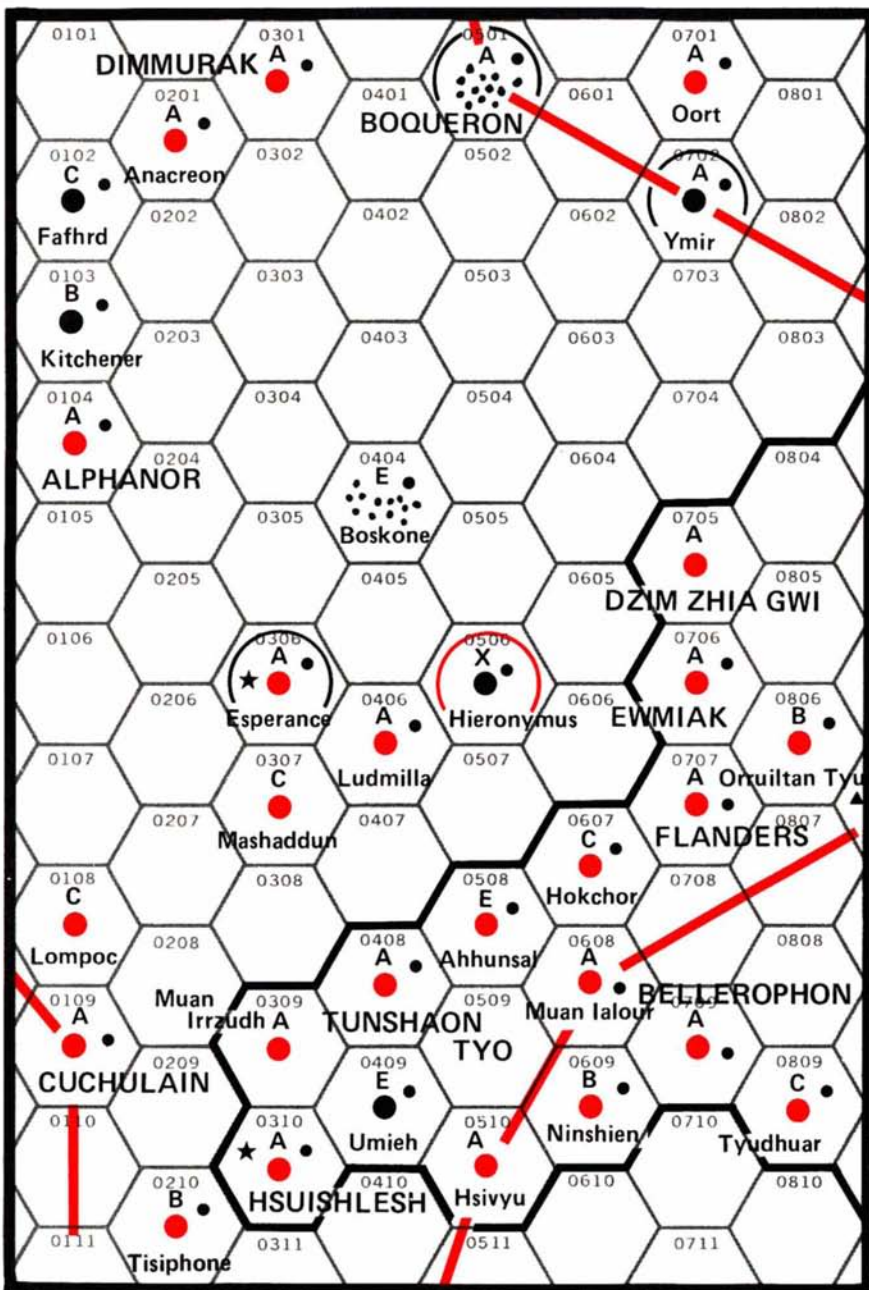 0101 0301 0501 0701
A A A
DIMMURAK
0201 0401 0601 0801
A
BOQUERON Oort
0102 0302 0502 0702
C Anacreon A
0202 0402 0602 0802
Fafhrd Ymir
0103 0303 0503 0703
B
0203 0403 0603 0803
Kitchener
0104 0304 0504 0704
A
0204 0404 0604 0804
ALPHANOR E
0105 0305 0505 0705
Boskone A
0205 0405 0605 0805
DZIM ZHIA GWI
0106 0306 0506 0706
A X A
0206 0406 0606 0806
Esperance A Hieronymus EWMIAK B
0107 0307 0507 0707
C Ludmilla A Orruiltan Tyu
0207 0407 0607 0807
Mashaddun C FLANDERS
0108 0308 0508 0708
C E Hokchor
0208 0408 0608 0808
Lompoc A Ahhunsal A
0109 Muan 0309 0509 0709
A Irrzudh A TUNSHAON Muan Ialour BELLEROPHON A
0209 0409 TYO 0609 0809
CUCHULAIN E B C
0110 0310 0510 0710
A Umieh A Ninshien Tyudhuar
0210 0410 0610 0810
B HSUISHLESH Hsivyu
0111 0311 0511 0711
Tisiphone